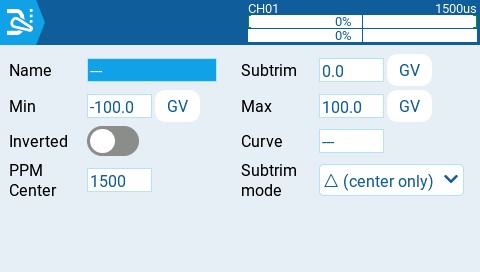 CH01 1500us
0%
0%
Name --- Subtrim 0.0 GV
Min -100.0 GV Max 100.0 GV
Inverted Curve ---
PPM Center 1500 Subtrim mode △ (center only)